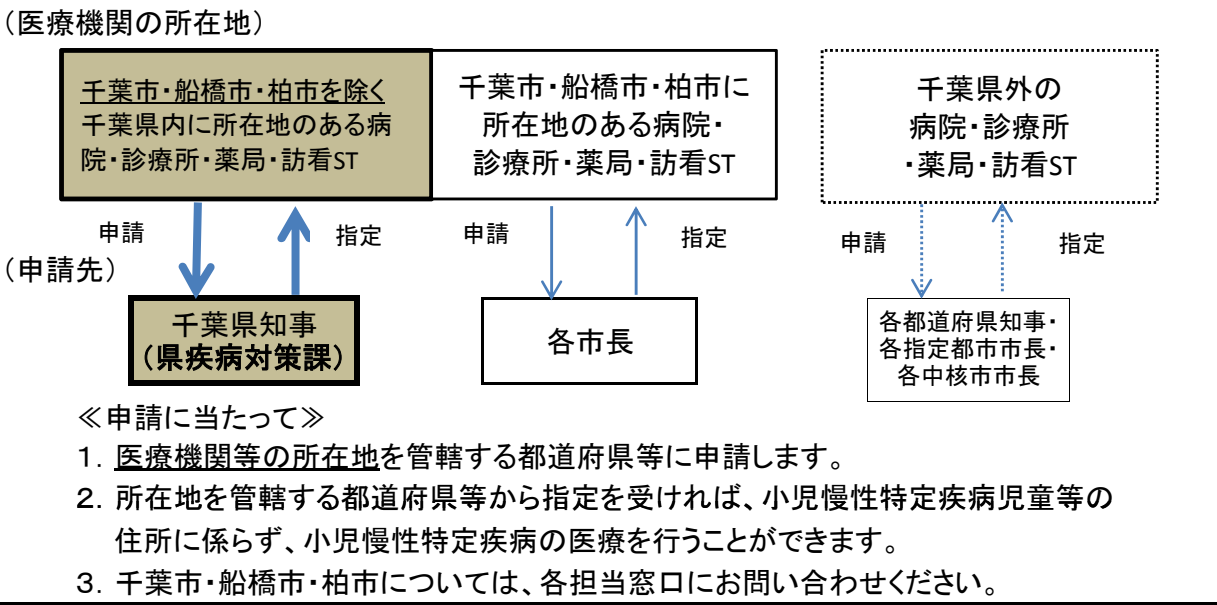 （医療機関の所在地）
千葉市・船橋市・柏市を除く
千葉県内に所在地のある病
院・診療所・薬局・訪看ST
千葉市・船橋市・柏市に
所在地のある病院・
診療所・薬局・訪看ST
千葉県外の
病院・診療所
・薬局・訪看ST
申請
指定
申請
指定
申請
指定
（申請先）
千葉県知事
（県疾病対策課）
各市長
各都道府県知事・
各指定都市市長・
各中核市市長
≪申請に当たって≫
１．医療機関等の所在地を管轄する都道府県等に申請します。
２．所在地を管轄する都道府県等から指定を受ければ、小児慢性特定疾病児童等の
住所に係らず、小児慢性特定疾病の医療を行うことができます。
３．千葉市・船橋市・柏市については、各担当窓口にお問い合わせください。